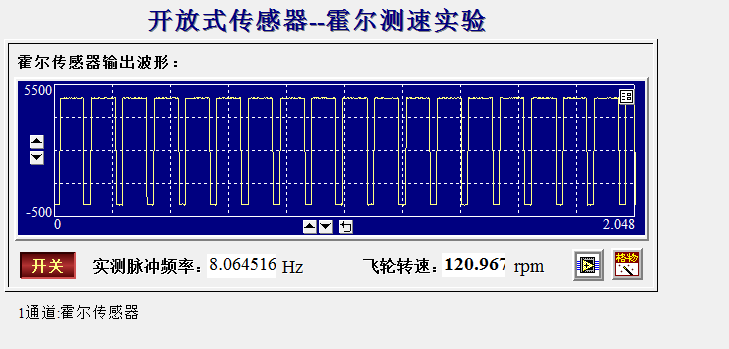 开放式传感器--霍尔测速实验
霍尔传感器输出波形：
5500
-500
0
2.048
开关 实测脉冲频率: 8.064516 Hz 飞轮转速: 120.967 rpm 格物
1通道:霍尔传感器